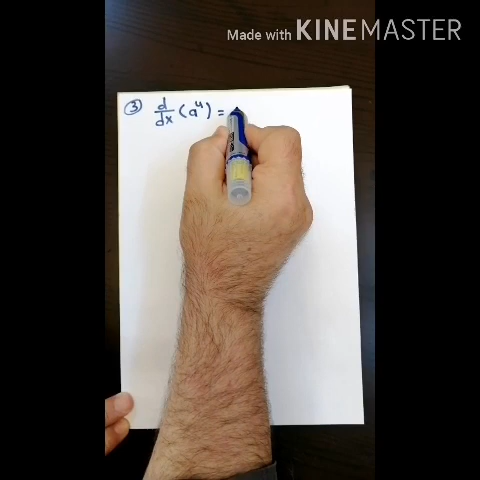 Made with KINEMASTER
③ d/dx (a^u) =